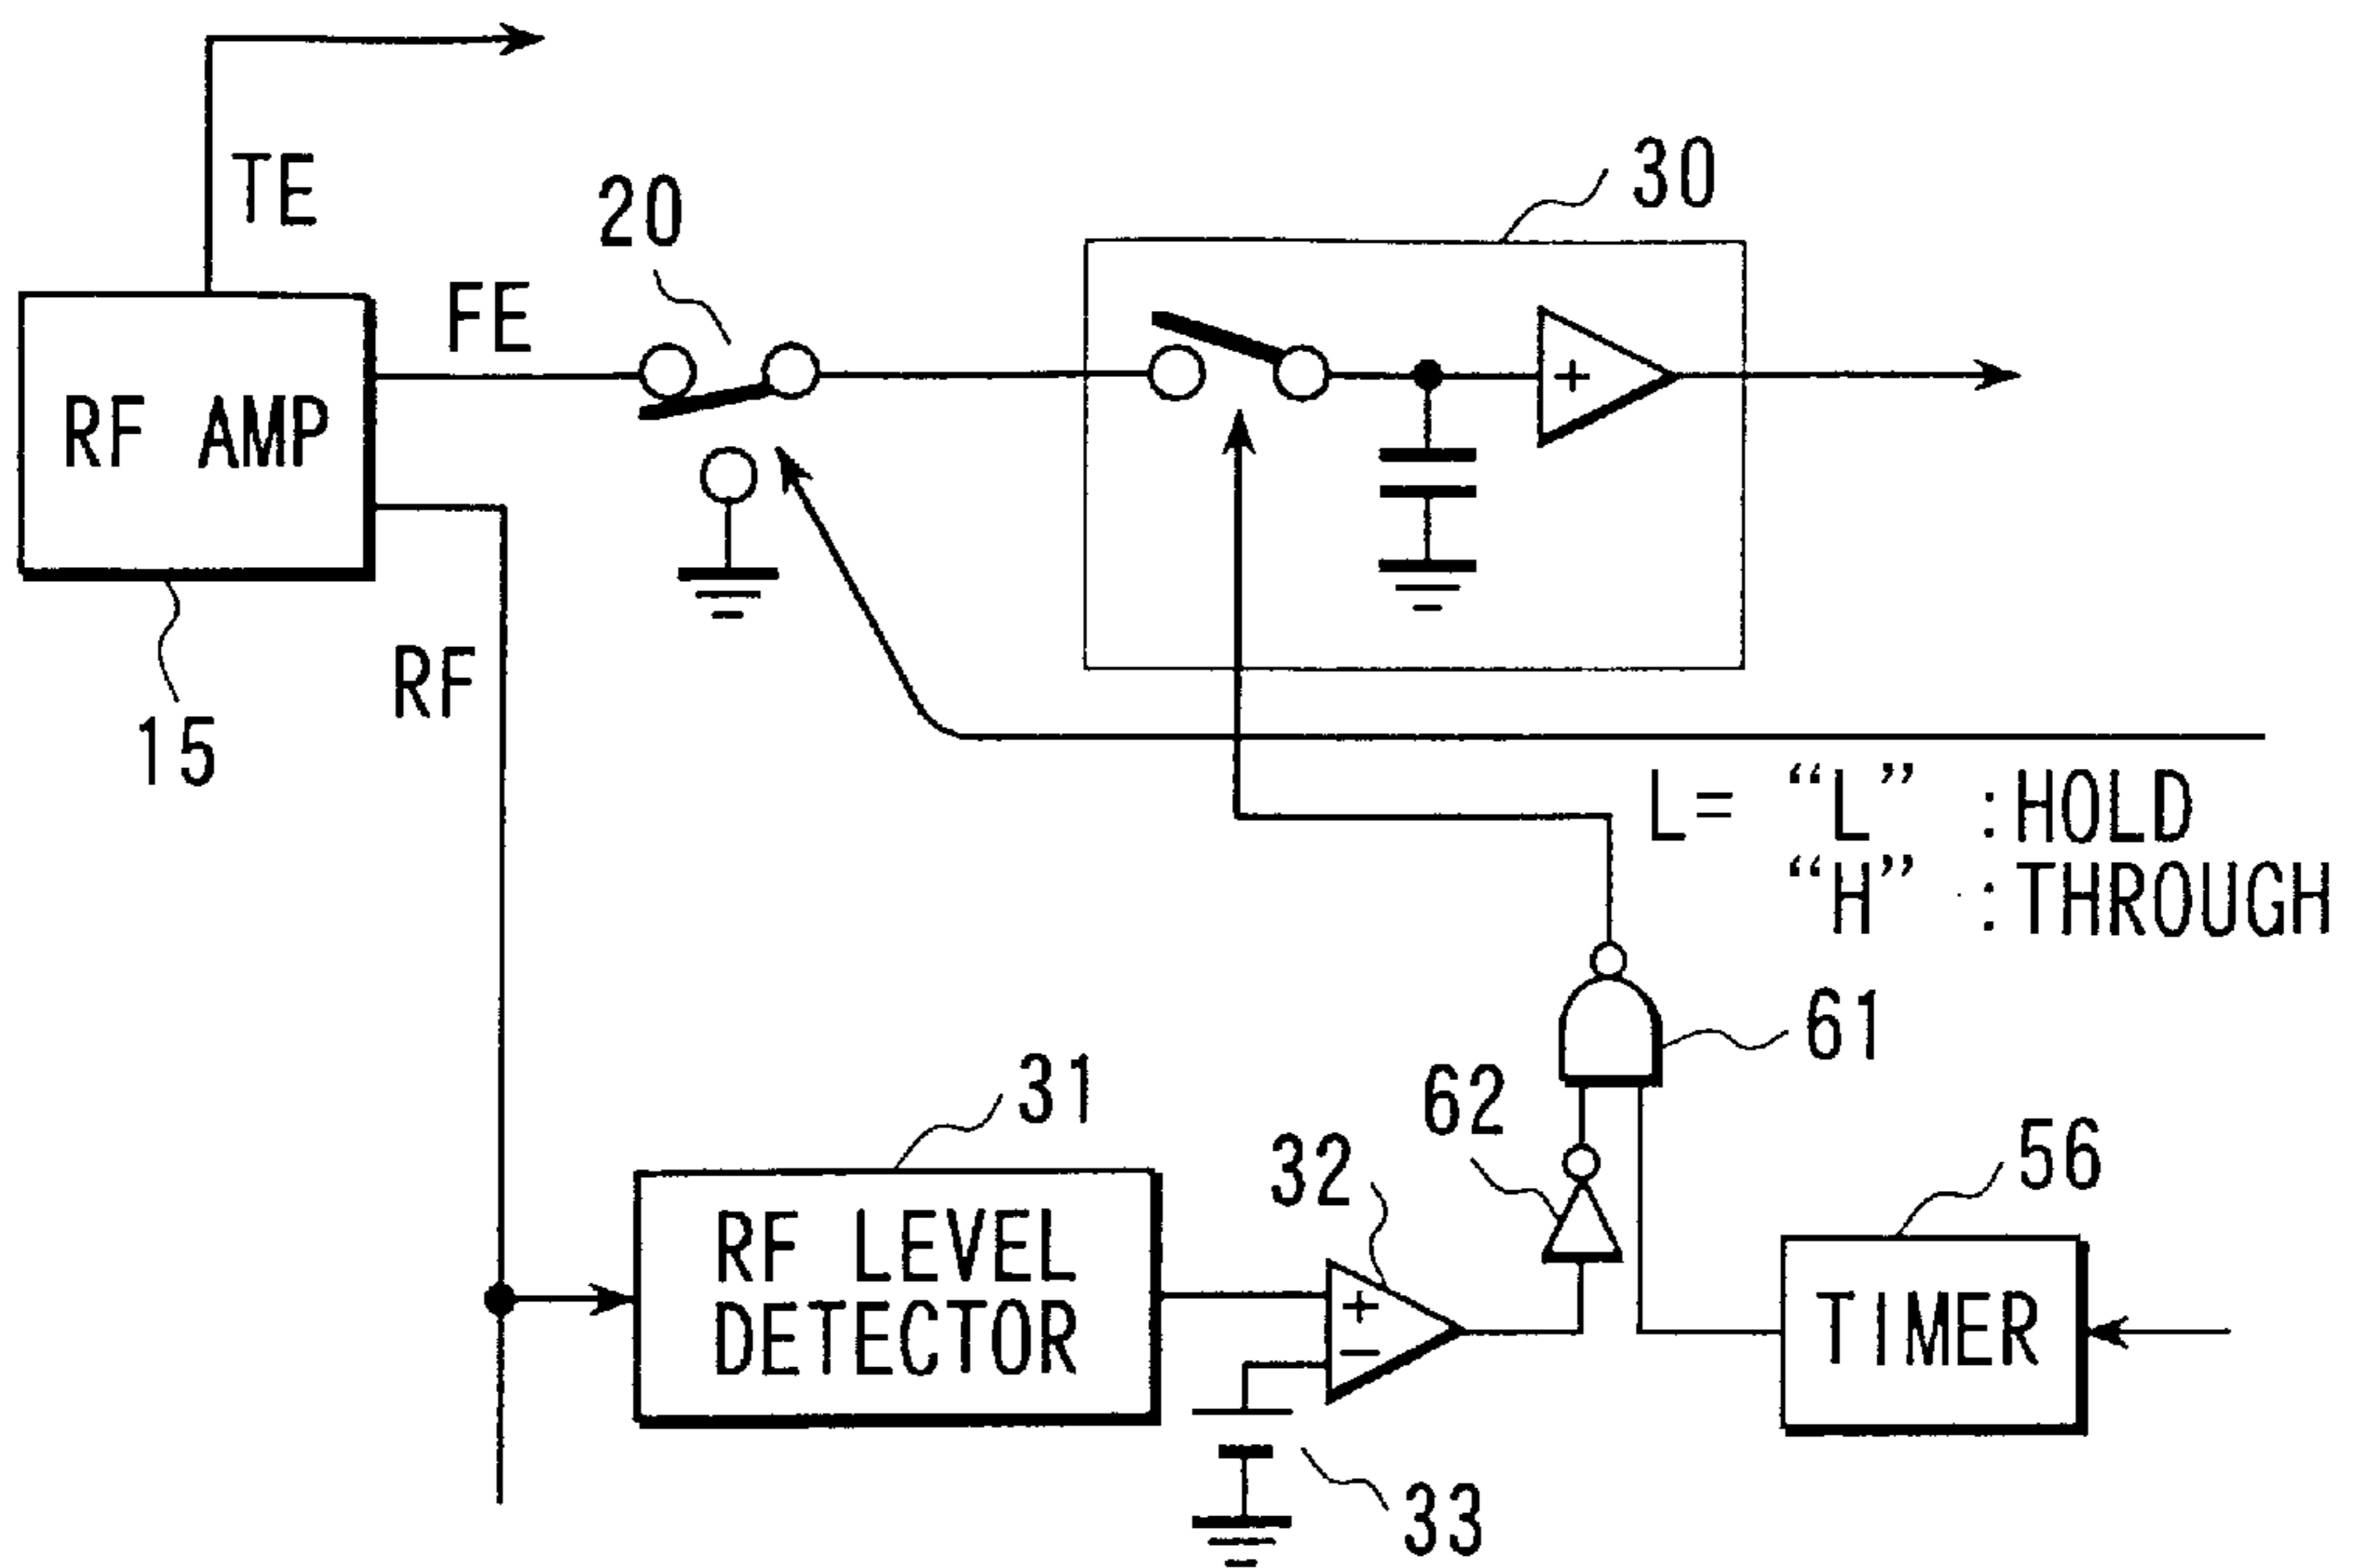 TE
20
30
FE
RF AMP
+
RF
15
L= “L” :HOLD
“H” :THROUGH
61
31
62
32
56
RF LEVEL
DETECTOR
+
−
TIMER
33